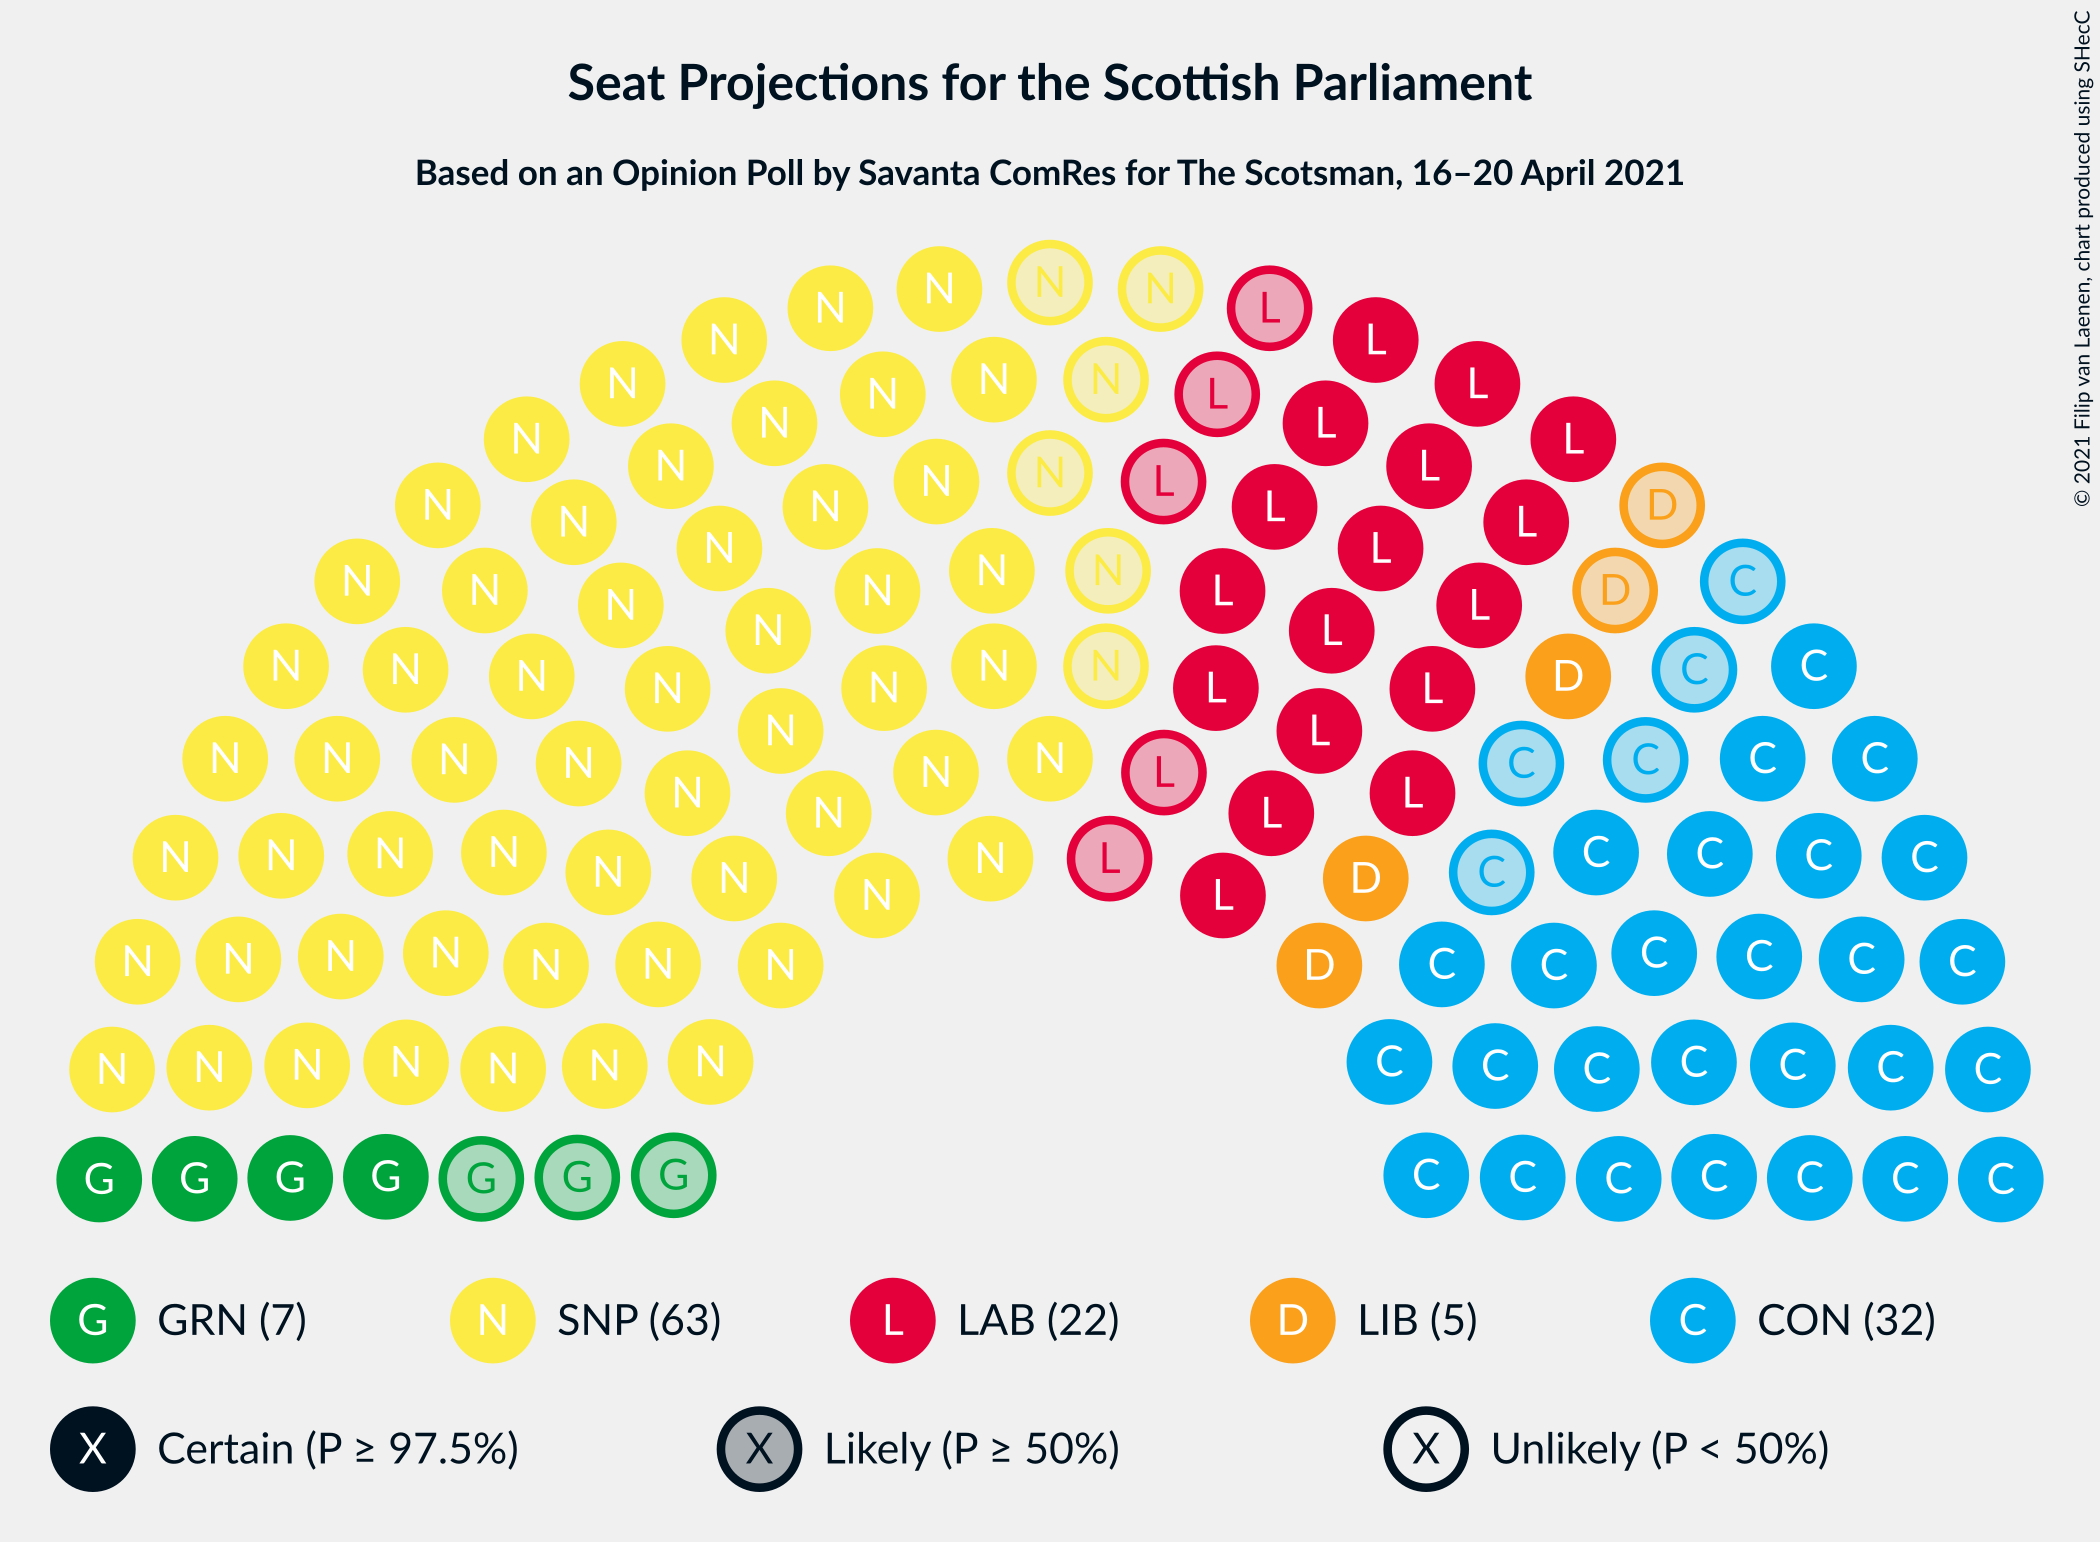 Seat Projections for the Scottish Parliament
Based on an Opinion Poll by Savanta ComRes for The Scotsman, 16–20 April 2021
© 2021 Filip van Laenen, chart produced using SHecC
N N N N L
N N L
N N N L
N N N L
N N L L
N N L L
N N N L L
N N L D
N N L L
N N L L
N N N L C
N N L D
N N L L
N N N N L C
N N N L D C
N N L L
N N L
N N N N N L C C C C
N N L
N N L L
N N N N N L C C C C
N N N N L D C
N N N N N N N D C C C C C C
N N N N N N N C C C C C C C
G G G G G G G C C C C C C C
G GRN (7) N SNP (63) L LAB (22) D LIB (5) C CON (32)
X Certain (P ≥ 97.5%) X Likely (P ≥ 50%) X Unlikely (P < 50%)